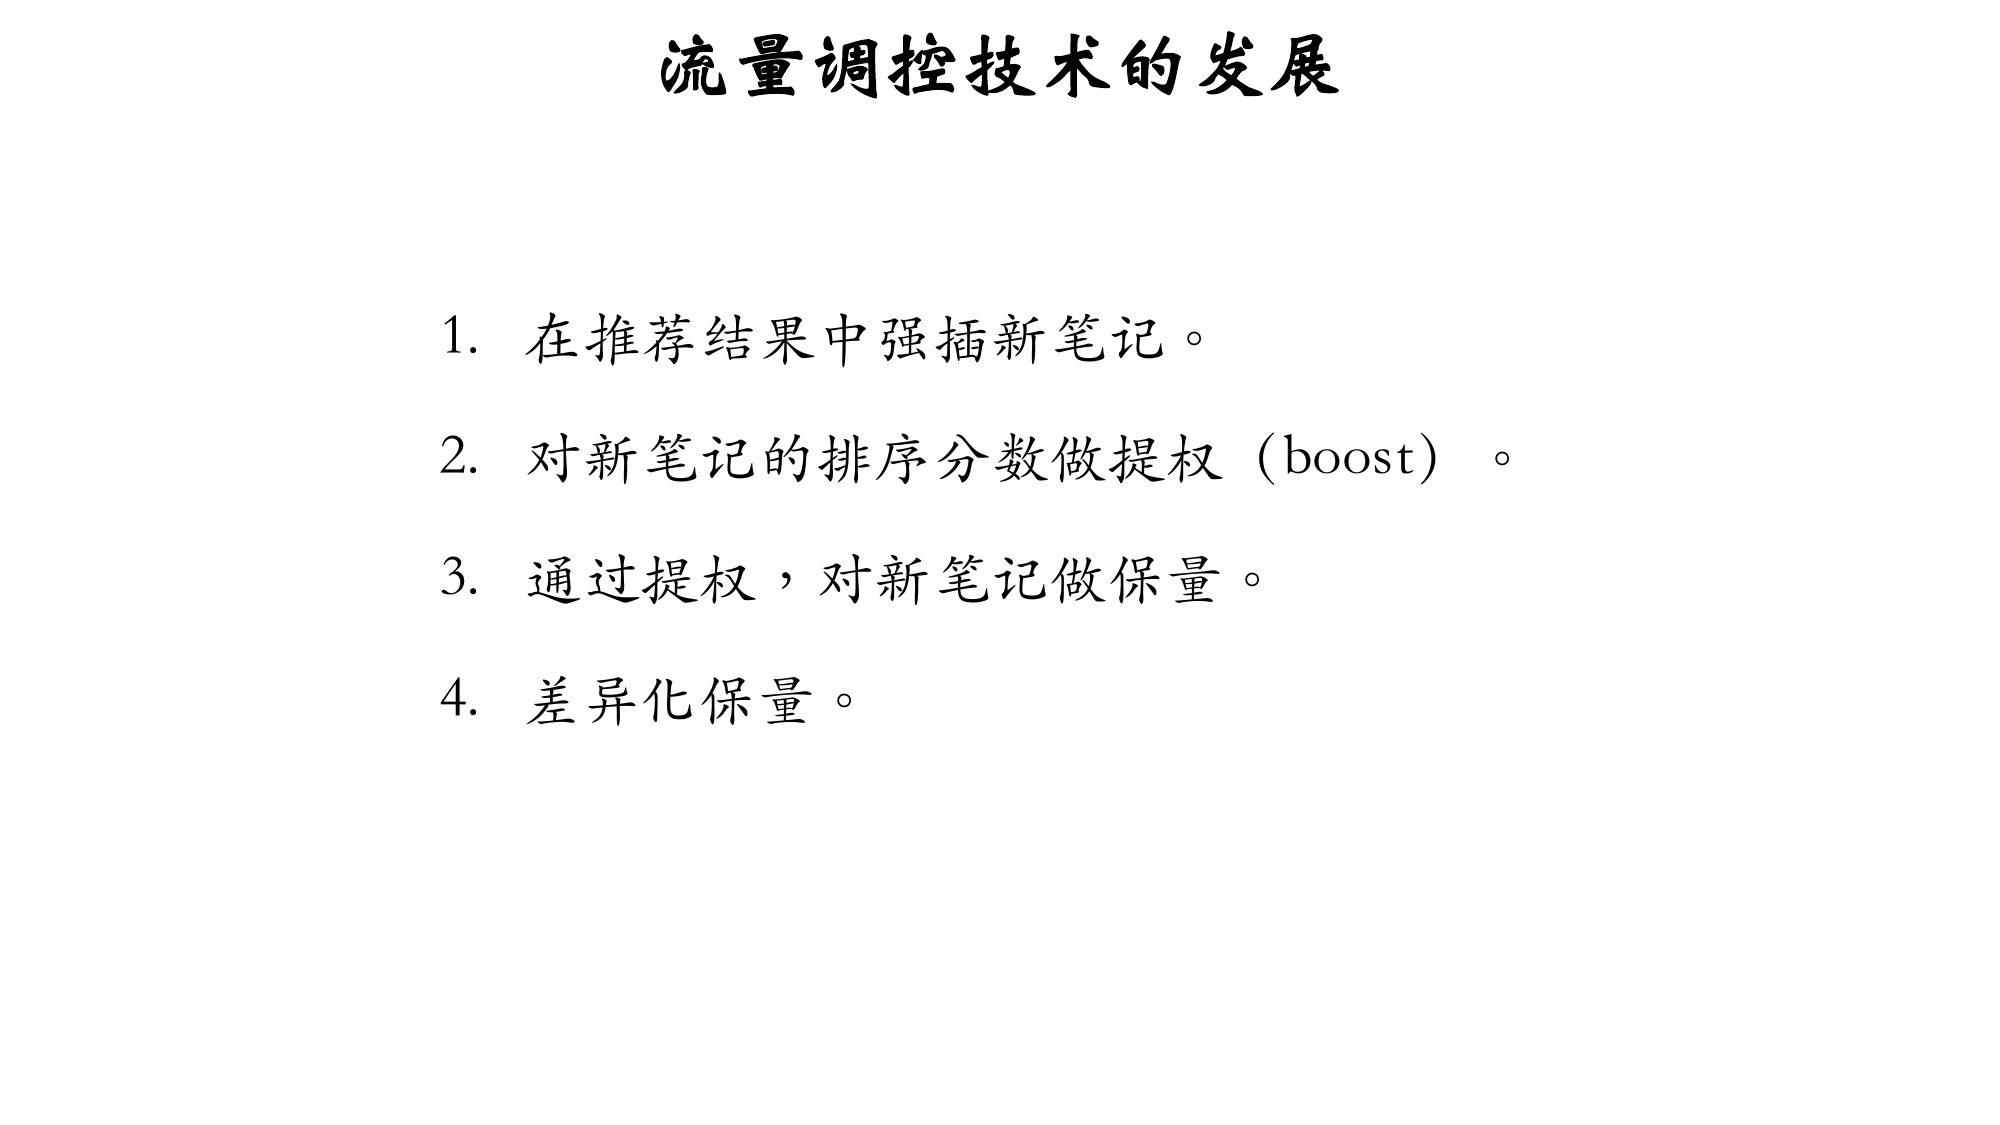 流量调控技术的发展
1. 在推荐结果中强插新笔记。
2. 对新笔记的排序分数做提权（boost）。
3. 通过提权，对新笔记做保量。
4. 差异化保量。